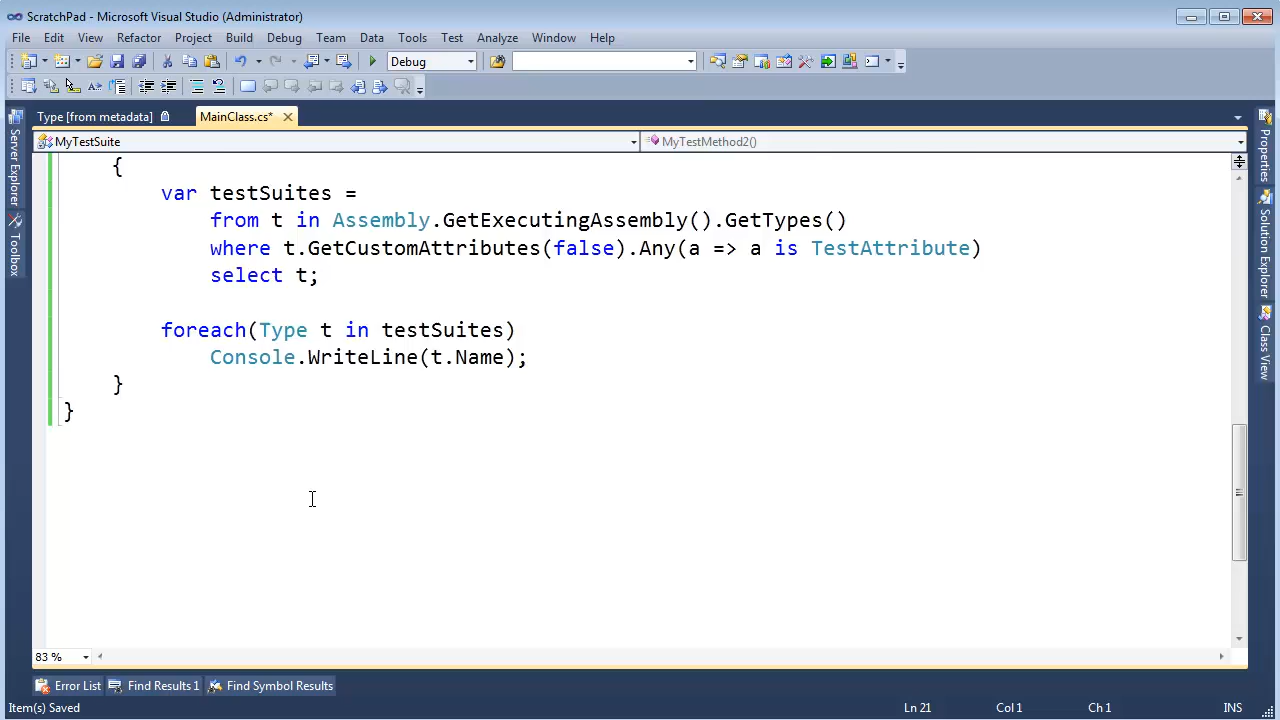 ScratchPad - Microsoft Visual Studio (Administrator)
File Edit View Refactor Project Build Debug Team Data Tools Test Analyze Window Help
Debug
Type [from metadata] MainClass.cs*
MyTestSuite MyTestMethod2()
{
var testSuites =
from t in Assembly.GetExecutingAssembly().GetTypes()
where t.GetCustomAttributes(false).Any(a => a is TestAttribute)
select t;
foreach(Type t in testSuites)
Console.WriteLine(t.Name);
}
}
Server Explorer
Toolbox
Properties
Solution Explorer
Class View
83 %
Error List Find Results 1 Find Symbol Results
Item(s) Saved Ln 21 Col 1 Ch 1 INS